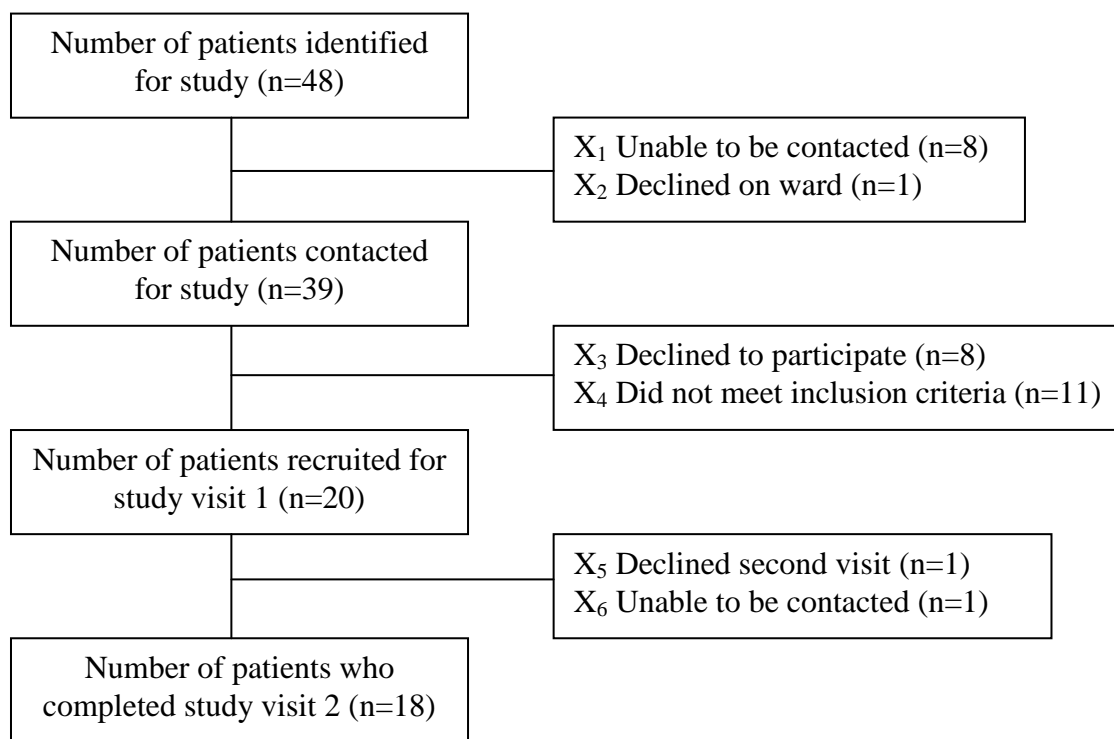 Number of patients identified
for study (n=48)
X₁ Unable to be contacted (n=8)
X₂ Declined on ward (n=1)
Number of patients contacted
for study (n=39)
X₃ Declined to participate (n=8)
X₄ Did not meet inclusion criteria (n=11)
Number of patients recruited for
study visit 1 (n=20)
X₅ Declined second visit (n=1)
X₆ Unable to be contacted (n=1)
Number of patients who
completed study visit 2 (n=18)